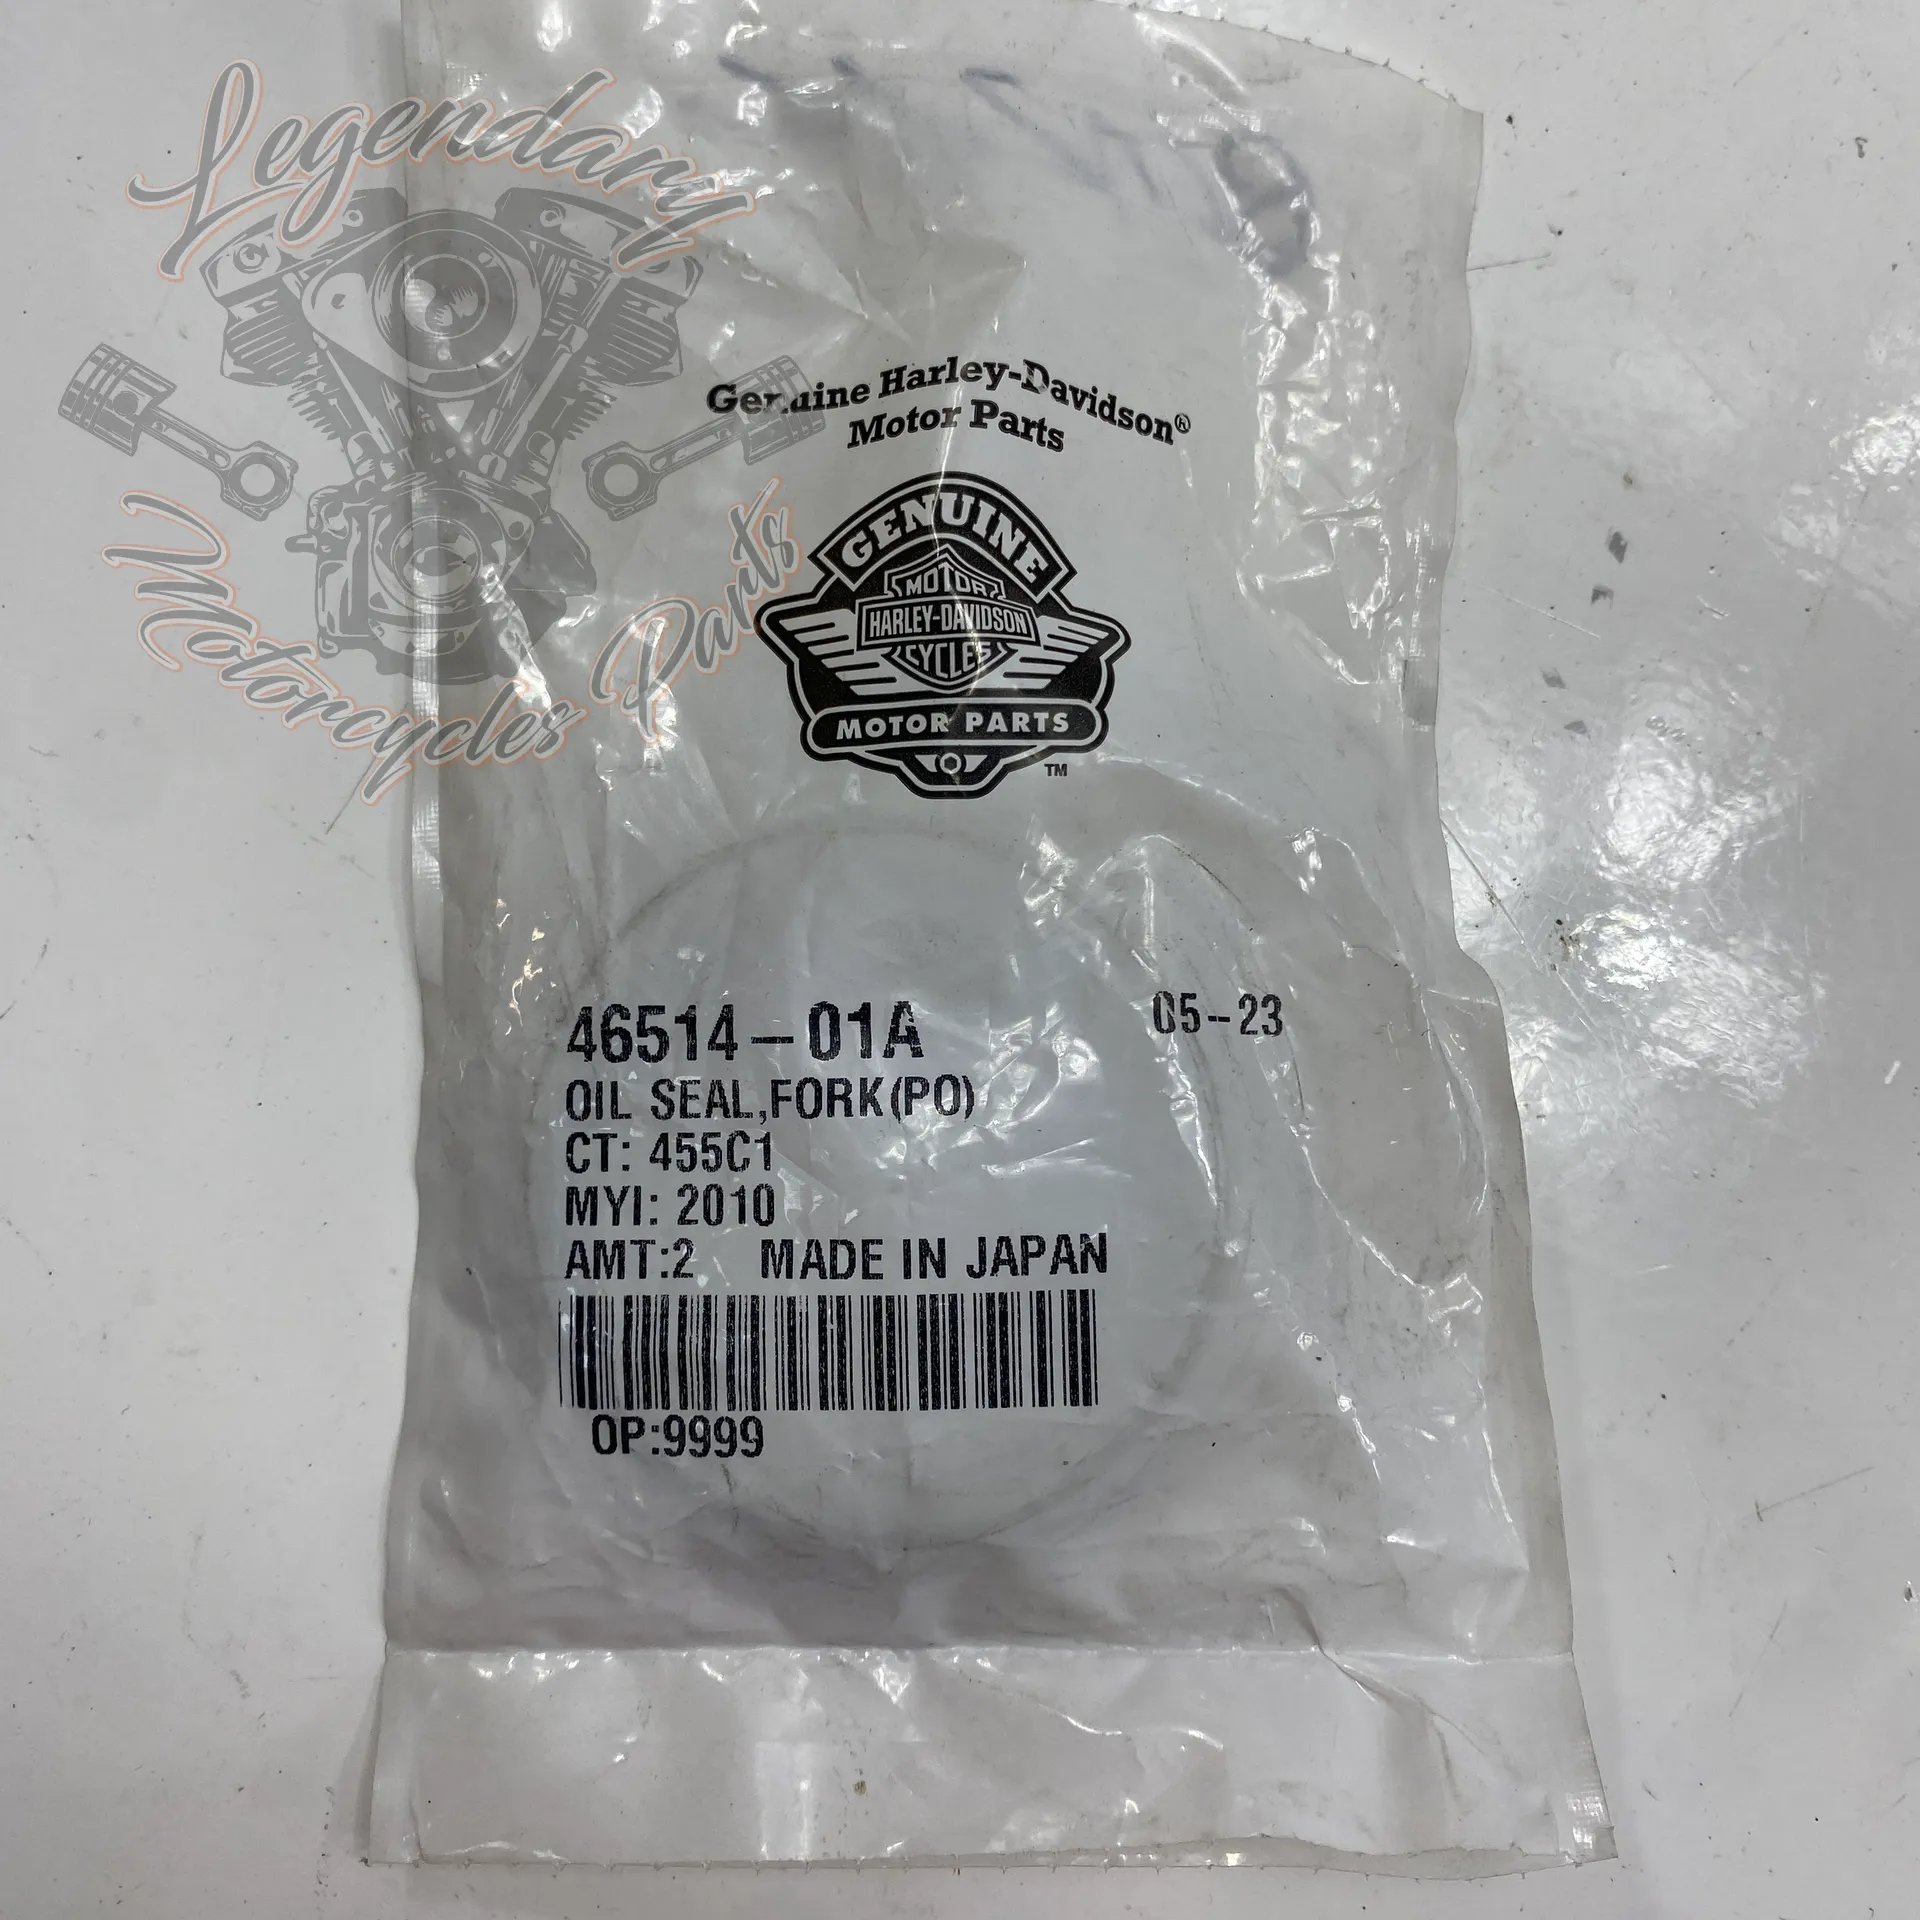 Legendary
Motorcycles Parts
Genuine Harley-Davidson®
Motor Parts
GENUINE
MOTOR
HARLEY-DAVIDSON
CYCLES
MOTOR PARTS
TM
46514-01A 05-23
OIL SEAL,FORK(PO)
CT: 455C1
MYI: 2010
AMT:2 MADE IN JAPAN
OP:9999